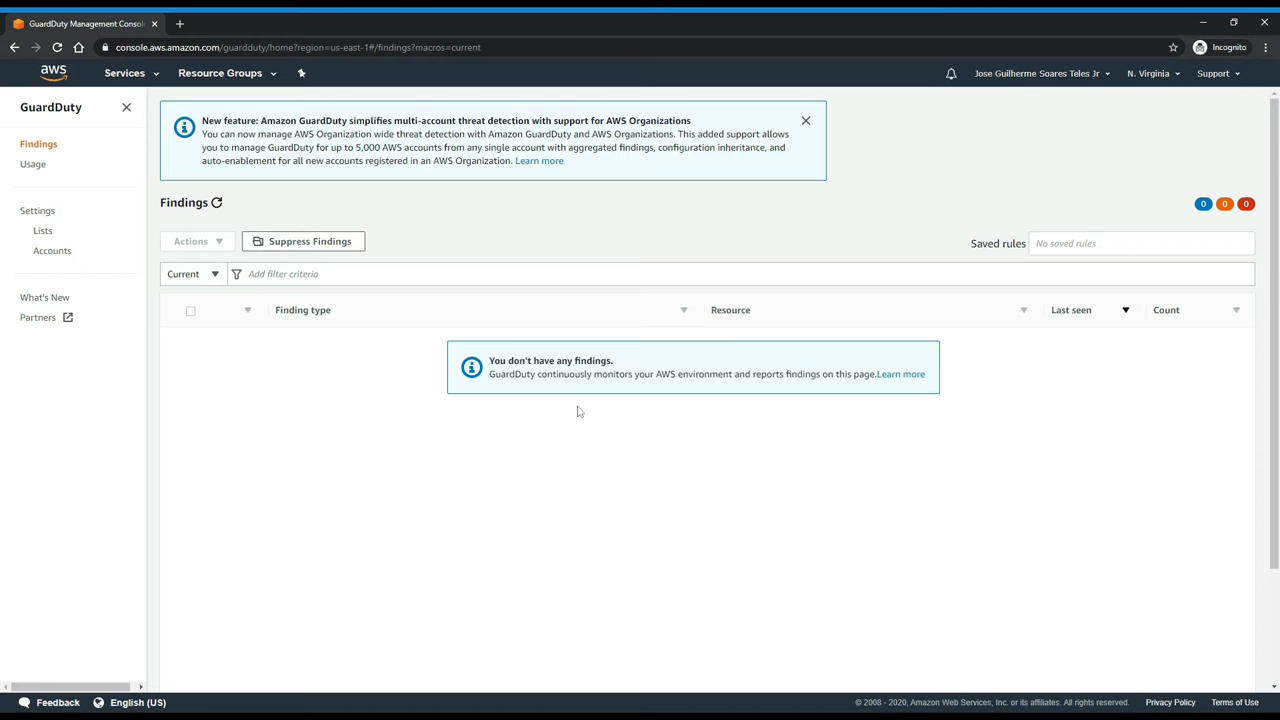 GuardDuty Management Consol
console.aws.amazon.com/guardduty/home?region=us-east-1#/findings?macros=current
Incognito
aws
Services
Resource Groups
Jose Guilherme Soares Teles Jr
N. Virginia
Support
GuardDuty
Findings
Usage
Settings
Lists
Accounts
What's New
Partners
New feature: Amazon GuardDuty simplifies multi-account threat detection with support for AWS Organizations
You can now manage AWS Organization wide threat detection with Amazon GuardDuty and AWS Organizations. This added support allows
you to manage GuardDuty for up to 5,000 AWS accounts from any single account with aggregated findings, configuration inheritance, and
auto-enablement for all new accounts registered in an AWS Organization. Learn more
Findings
0 0 0
Actions
Suppress Findings
Saved rules
No saved rules
Current
Add filter criteria
Finding type
Resource
Last seen
Count
You don't have any findings.
GuardDuty continuously monitors your AWS environment and reports findings on this page.Learn more
Feedback
English (US)
© 2008 - 2020, Amazon Web Services, Inc. or its affiliates. All rights reserved.
Privacy Policy
Terms of Use